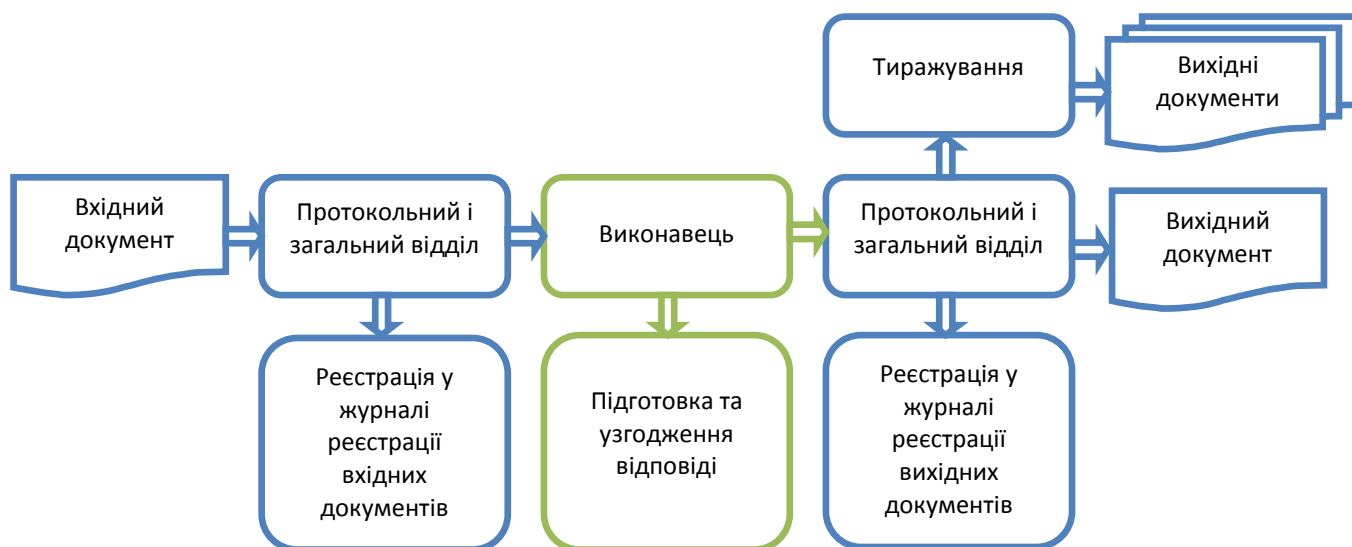 Тиражування
Вихідні
документи
Вхідний
документ
Протокольний і
загальний відділ
Виконавець
Протокольний і
загальний відділ
Вихідний
документ
Реєстрація у
журналі
реєстрації
вхідних
документів
Підготовка та
узгодження
відповіді
Реєстрація у
журналі
реєстрації
вихідних
документів